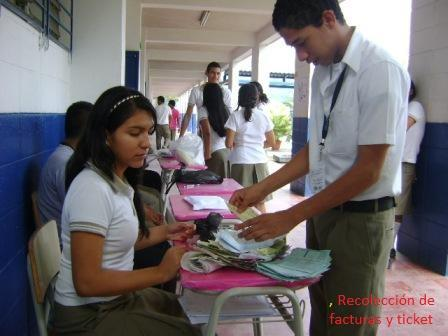 , Recolección de
facturas y ticket